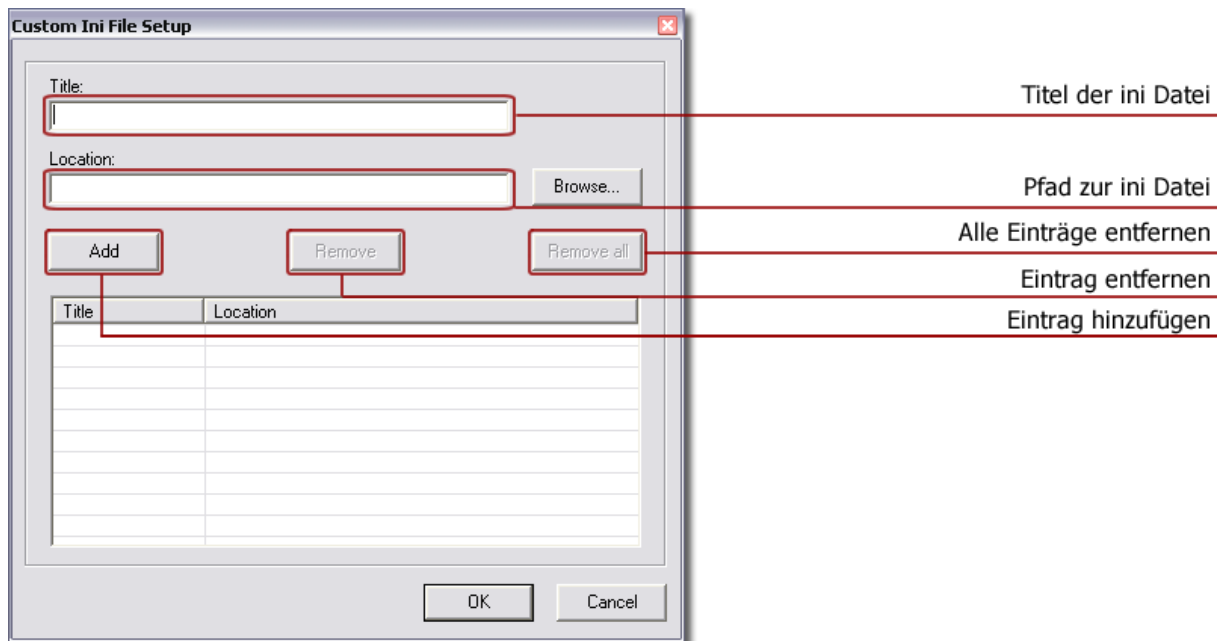 Custom Ini File Setup
Title:
Titel der ini Datei
Location:
Browse...
Pfad zur ini Datei
Alle Einträge entfernen
Add Remove Remove all
Eintrag entfernen
Title Location
Eintrag hinzufügen
OK Cancel